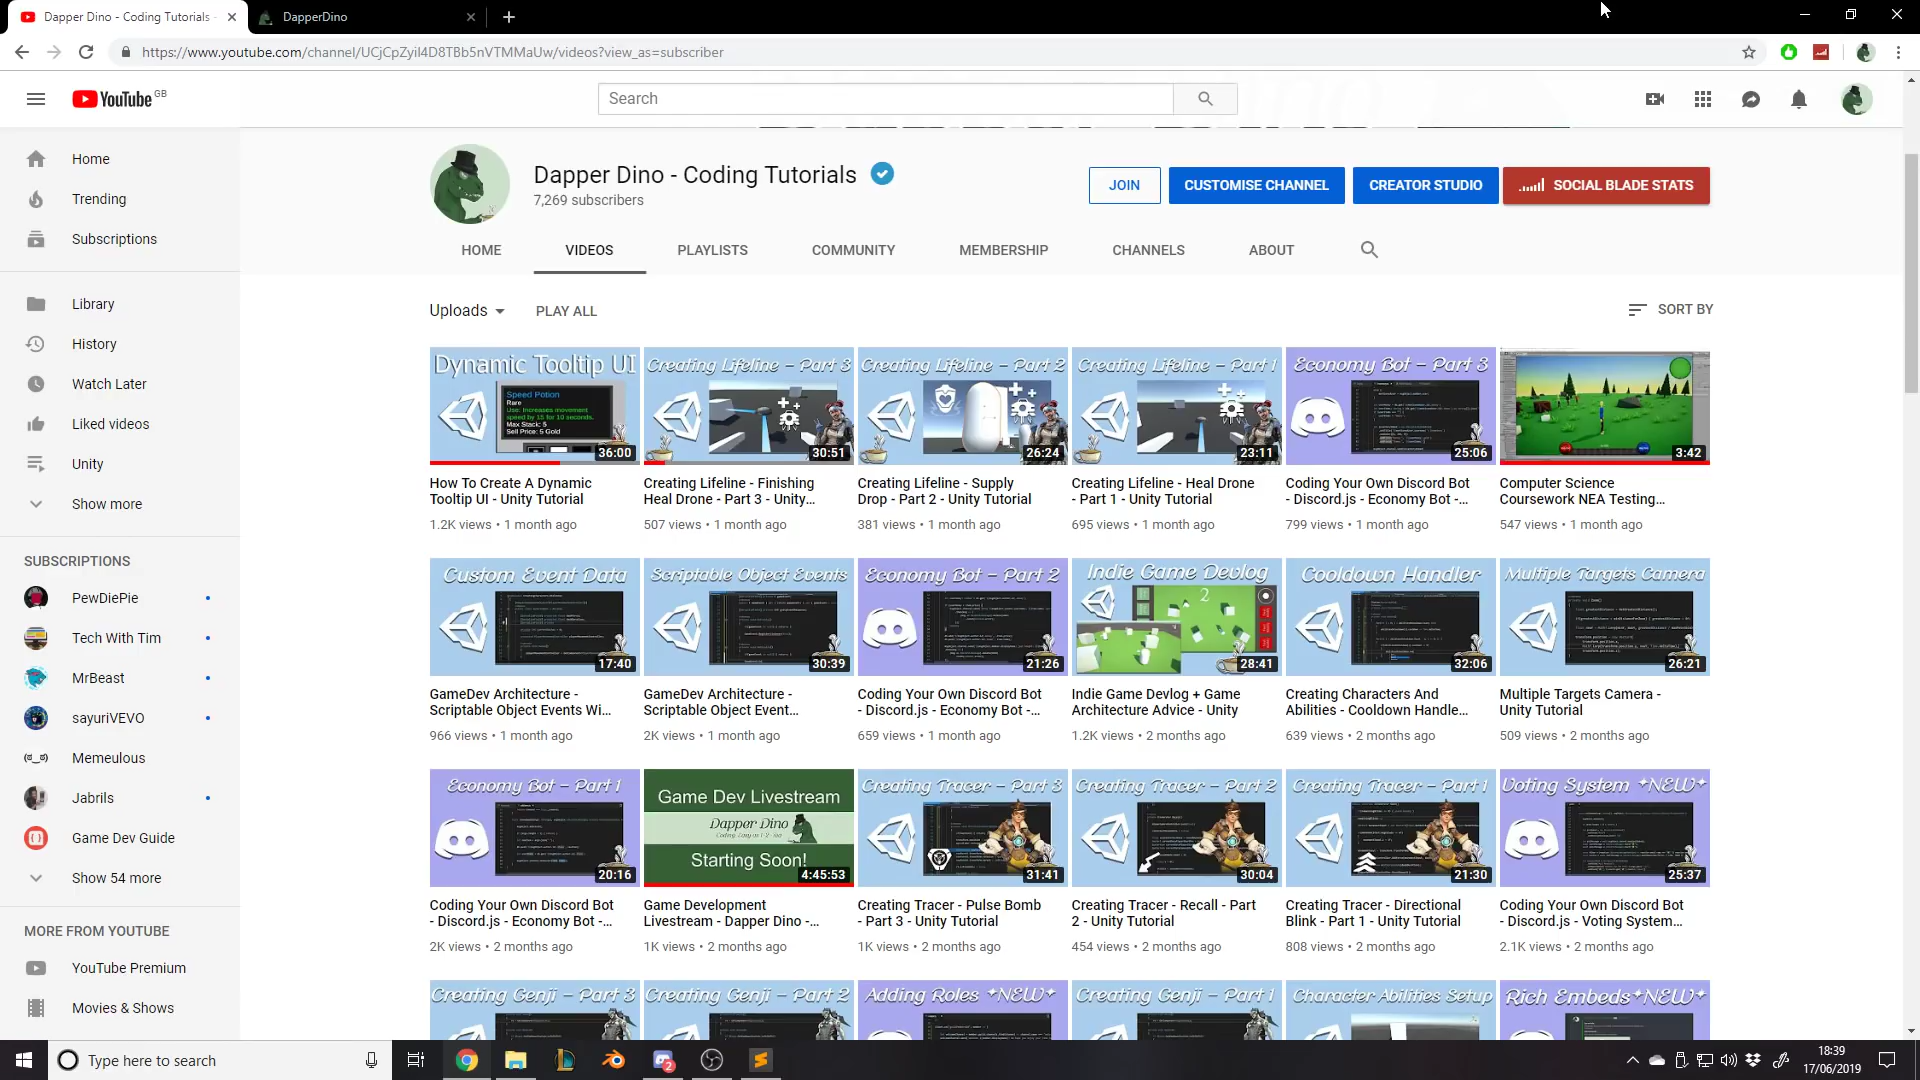 Dapper Dino - Coding Tutorials -
DapperDino
https://www.youtube.com/channel/UCjCpZyil4D8TBb5nVTMMaUw/videos?view_as=subscriber
YouTube GB
Search
Home
Trending
Subscriptions
Library
History
Watch Later
Liked videos
Unity
Show more
SUBSCRIPTIONS
PewDiePie
Tech With Tim
MrBeast
sayuriVEVO
Memeulous
Jabrils
Game Dev Guide
Show 54 more
MORE FROM YOUTUBE
YouTube Premium
Movies & Shows
Dapper Dino - Coding Tutorials
7,269 subscribers
JOIN
CUSTOMISE CHANNEL
CREATOR STUDIO
SOCIAL BLADE STATS
HOME
VIDEOS
PLAYLISTS
COMMUNITY
MEMBERSHIP
CHANNELS
ABOUT
Uploads
PLAY ALL
SORT BY
Dynamic Tooltip UI
Speed Potion
Rare
Use: Increases movement
speed by 15 for 10 seconds.
Max Stack: 5
Sell Price: 5 Gold
36:00
How To Create A Dynamic
Tooltip UI - Unity Tutorial
1.2K views • 1 month ago
Creating Lifeline - Part 3
30:51
Creating Lifeline - Finishing
Heal Drone - Part 3 - Unity...
507 views • 1 month ago
Creating Lifeline - Part 2
26:24
Creating Lifeline - Supply
Drop - Part 2 - Unity Tutorial
381 views • 1 month ago
Creating Lifeline - Part 1
23:11
Creating Lifeline - Heal Drone
- Part 1 - Unity Tutorial
695 views • 1 month ago
Economy Bot - Part 3
25:06
Coding Your Own Discord Bot
- Discord.js - Economy Bot -...
799 views • 1 month ago
3:42
Computer Science
Coursework NEA Testing...
547 views • 1 month ago
Custom Event Data
17:40
GameDev Architecture -
Scriptable Object Events Wi...
966 views • 1 month ago
Scriptable Object Events
30:39
GameDev Architecture -
Scriptable Object Event...
2K views • 1 month ago
Economy Bot - Part 2
21:26
Coding Your Own Discord Bot
- Discord.js - Economy Bot -...
659 views • 1 month ago
Indie Game Devlog
2
28:41
Indie Game Devlog + Game
Architecture Advice - Unity
1.2K views • 2 months ago
Cooldown Handler
32:06
Creating Characters And
Abilities - Cooldown Handle...
639 views • 2 months ago
Multiple Targets Camera
26:21
Multiple Targets Camera -
Unity Tutorial
509 views • 2 months ago
Economy Bot - Part 1
20:16
Coding Your Own Discord Bot
- Discord.js - Economy Bot -...
2K views • 2 months ago
Game Dev Livestream
Dapper Dino
Starting Soon!
4:45:53
Game Development
Livestream - Dapper Dino -...
1K views • 2 months ago
Creating Tracer - Part 3
31:41
Creating Tracer - Pulse Bomb
- Part 3 - Unity Tutorial
1K views • 2 months ago
Creating Tracer - Part 2
30:04
Creating Tracer - Recall - Part
2 - Unity Tutorial
454 views • 2 months ago
Creating Tracer - Part 1
21:30
Creating Tracer - Directional
Blink - Part 1 - Unity Tutorial
808 views • 2 months ago
Voting System *NEW*
25:37
Coding Your Own Discord Bot
- Discord.js - Voting System...
2.1K views • 2 months ago
Creating Genji - Part 3
Creating Genji - Part 2
Adding Roles *NEW*
Creating Genji - Part 1
Character Abilities Setup
Rich Embeds *NEW*
Type here to search
2
18:39
17/06/2019